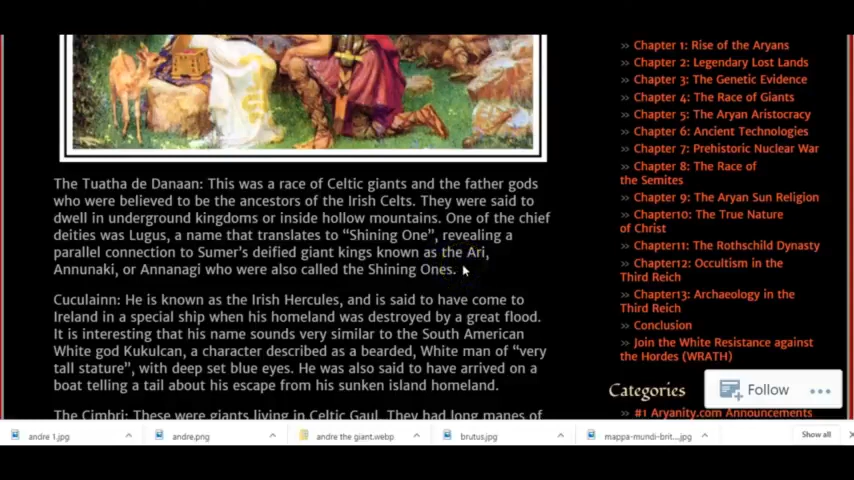 The Tuatha de Danaan: This was a race of Celtic giants and the father gods
who were believed to be the ancestors of the Irish Celts. They were said to
dwell in underground kingdoms or inside hollow mountains. One of the chief
deities was Lugus, a name that translates to “Shining One”, revealing a
parallel connection to Sumer's deified giant kings known as the Ari,
Annunaki, or Annanagi who were also called the Shining Ones.
Cuculainn: He is known as the Irish Hercules, and is said to have come to
Ireland in a special ship when his homeland was destroyed by a great flood.
It is interesting that his name sounds very similar to the South American
White god Kukulcan, a character described as a bearded, White man of “very
tall stature”, with deep set blue eyes. He was also said to have arrived on a
boat telling a tail about his escape from his sunken island homeland.
The Cimbri: These were giants living in Celtic Gaul. They had long manes of
» Chapter 1: Rise of the Aryans
» Chapter 2: Legendary Lost Lands
» Chapter 3: The Genetic Evidence
» Chapter 4: The Race of Giants
» Chapter 5: The Aryan Aristocracy
» Chapter 6: Ancient Technologies
» Chapter 7: Prehistoric Nuclear War
» Chapter 8: The Race of
the Semites
» Chapter 9: The Aryan Sun Religion
» Chapter10: The True Nature
of Christ
» Chapter11: The Rothschild Dynasty
» Chapter12: Occultism in the
Third Reich
» Chapter13: Archaeology in the
Third Reich
» Conclusion
» Join the White Resistance against
the Hordes (WRATH)
Categories
» #1 Aryanity.com Announcements
Follow
andre 1.jpg
andre.png
andre the giant.webp
brutus.jpg
mappa-mundi-brit....jpg
Show all